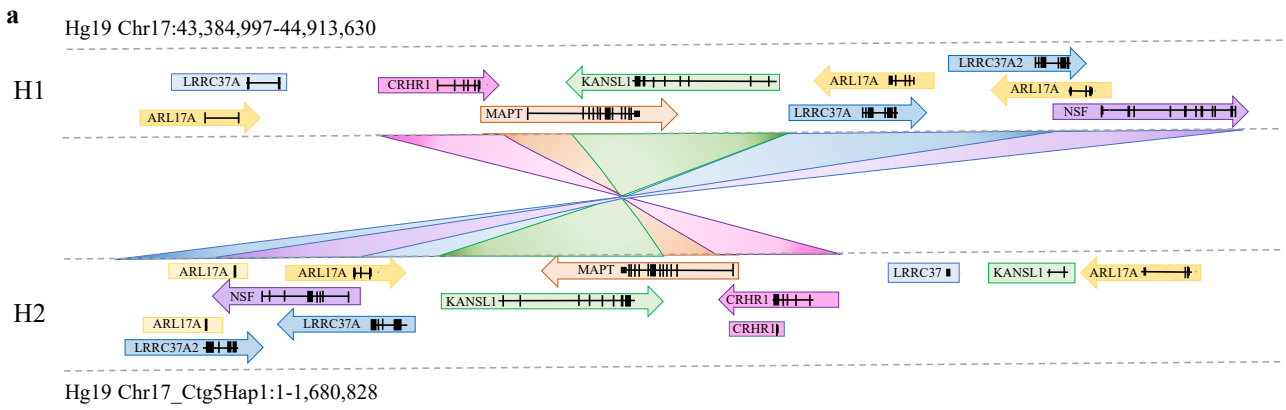 a
Hg19 Chr17:43,384,997-44,913,630
H1
LRRC37A2
LRRC37A
CRHR1
KANSL1
ARL17A
ARL17A
ARL17A
MAPT
LRRC37A
NSF
H2
ARL17A
ARL17A
MAPT
LRRC37
KANSL1
ARL17A
NSF
KANSL1
CRHR1
ARL17A
LRRC37A
CRHR1
LRRC37A2
Hg19 Chr17_Ctg5Hap1:1-1,680,828